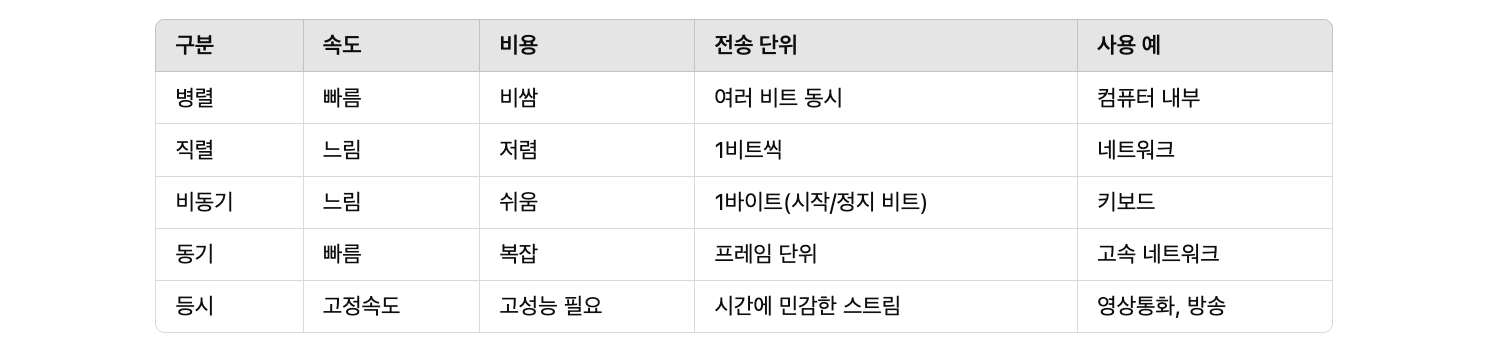 구분 속도 비용 전송 단위 사용 예
병렬 빠름 비쌈 여러 비트 동시 컴퓨터 내부
직렬 느림 저렴 1비트씩 네트워크
비동기 느림 쉬움 1바이트(시작/정지 비트) 키보드
동기 빠름 복잡 프레임 단위 고속 네트워크
등시 고정속도 고성능 필요 시간에 민감한 스트림 영상통화, 방송